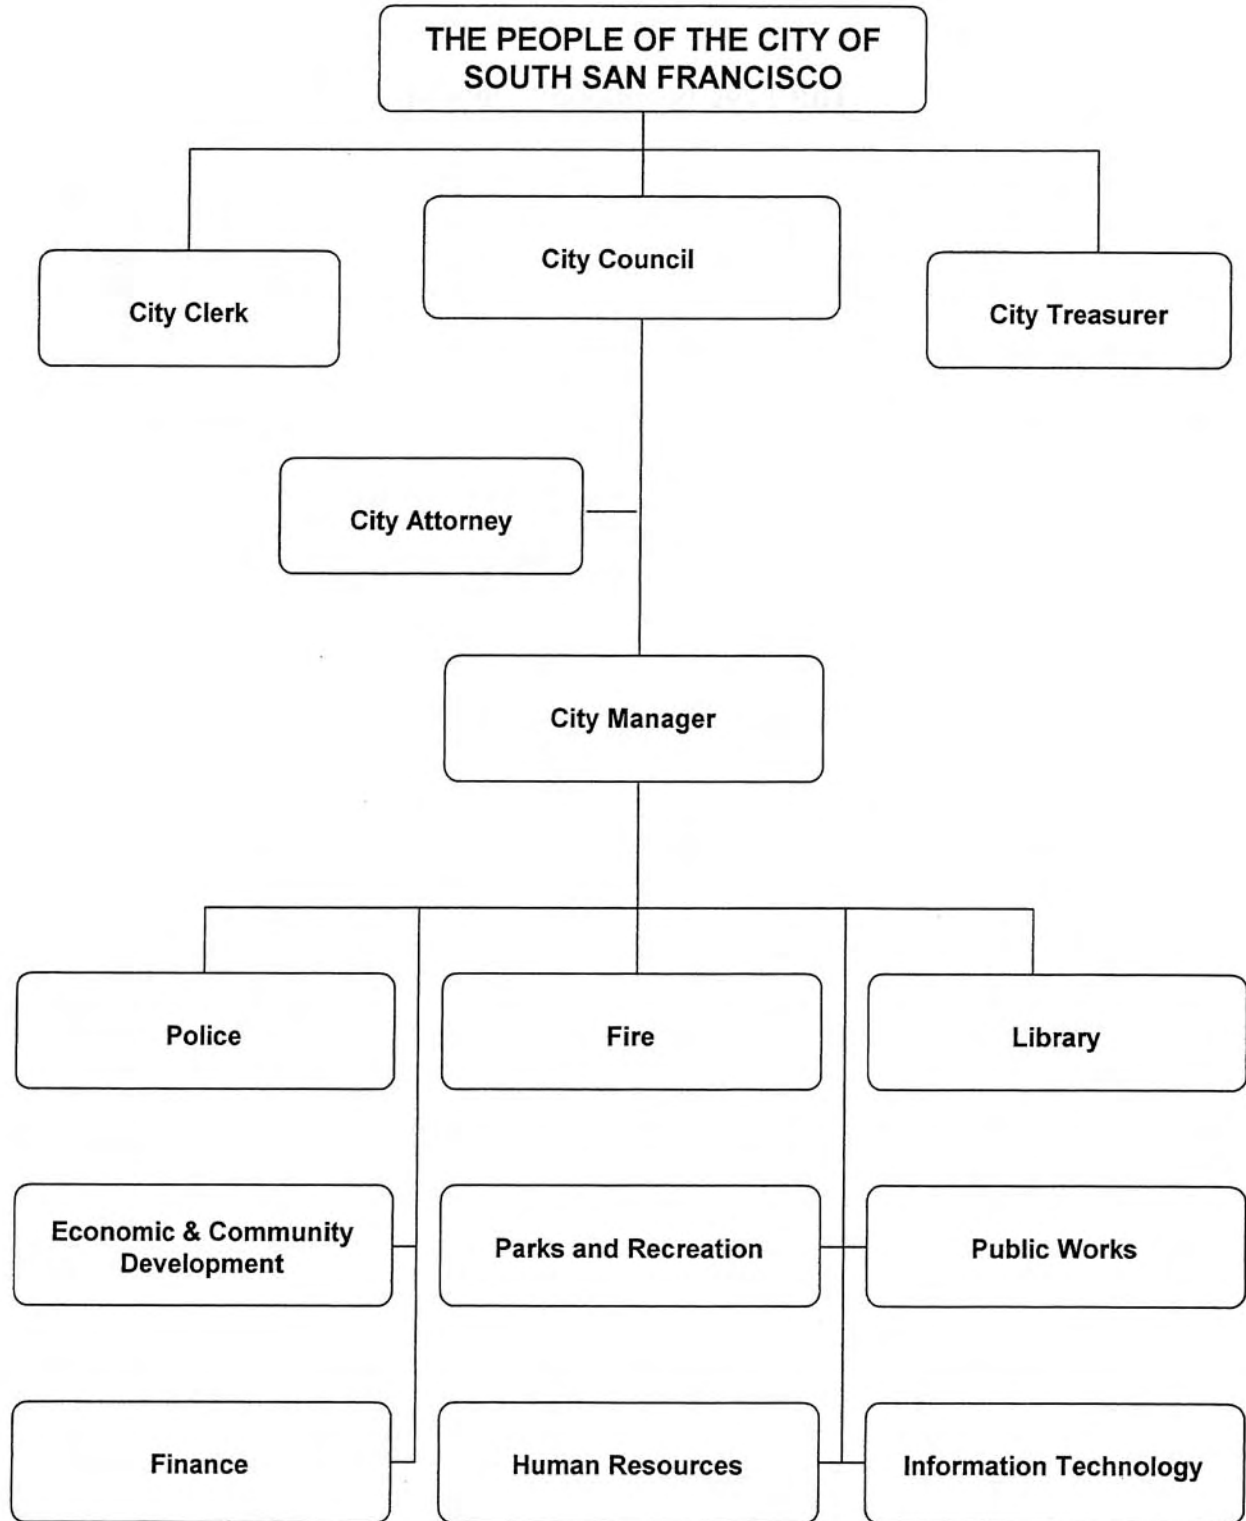 THE PEOPLE OF THE CITY OF
SOUTH SAN FRANCISCO
City Council
City Clerk
City Treasurer
City Attorney
City Manager
Police
Fire
Library
Economic & Community
Development
Parks and Recreation
Public Works
Finance
Human Resources
Information Technology